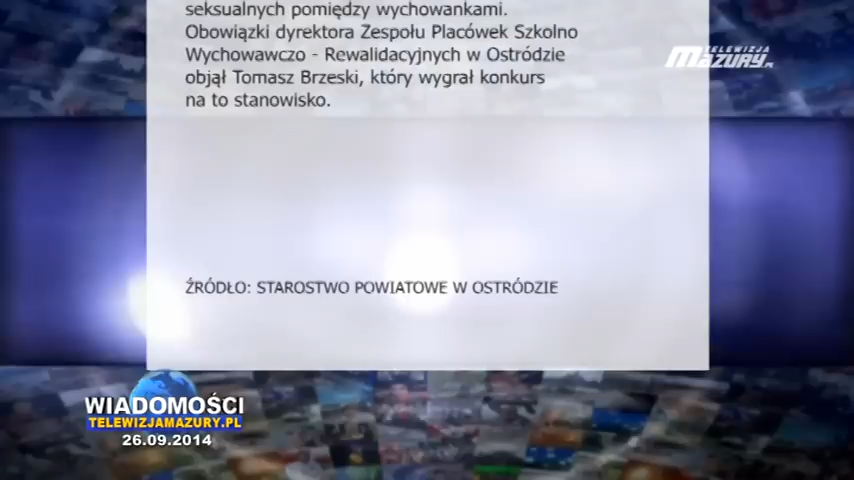 seksualnych pomiędzy wychowankami.
Obowiązki dyrektora Zespołu Placówek Szkolno
Wychowawczo - Rewalidacyjnych w Ostródzie
objął Tomasz Brzeski, który wygrał konkurs
na to stanowisko.
TELEWIZJA
MAZURY.PL
ŹRÓDŁO: STAROSTWO POWIATOWE W OSTRÓDZIE
WIADOMOŚCI
TELEWIZJAMAZURY.PL
26.09.2014